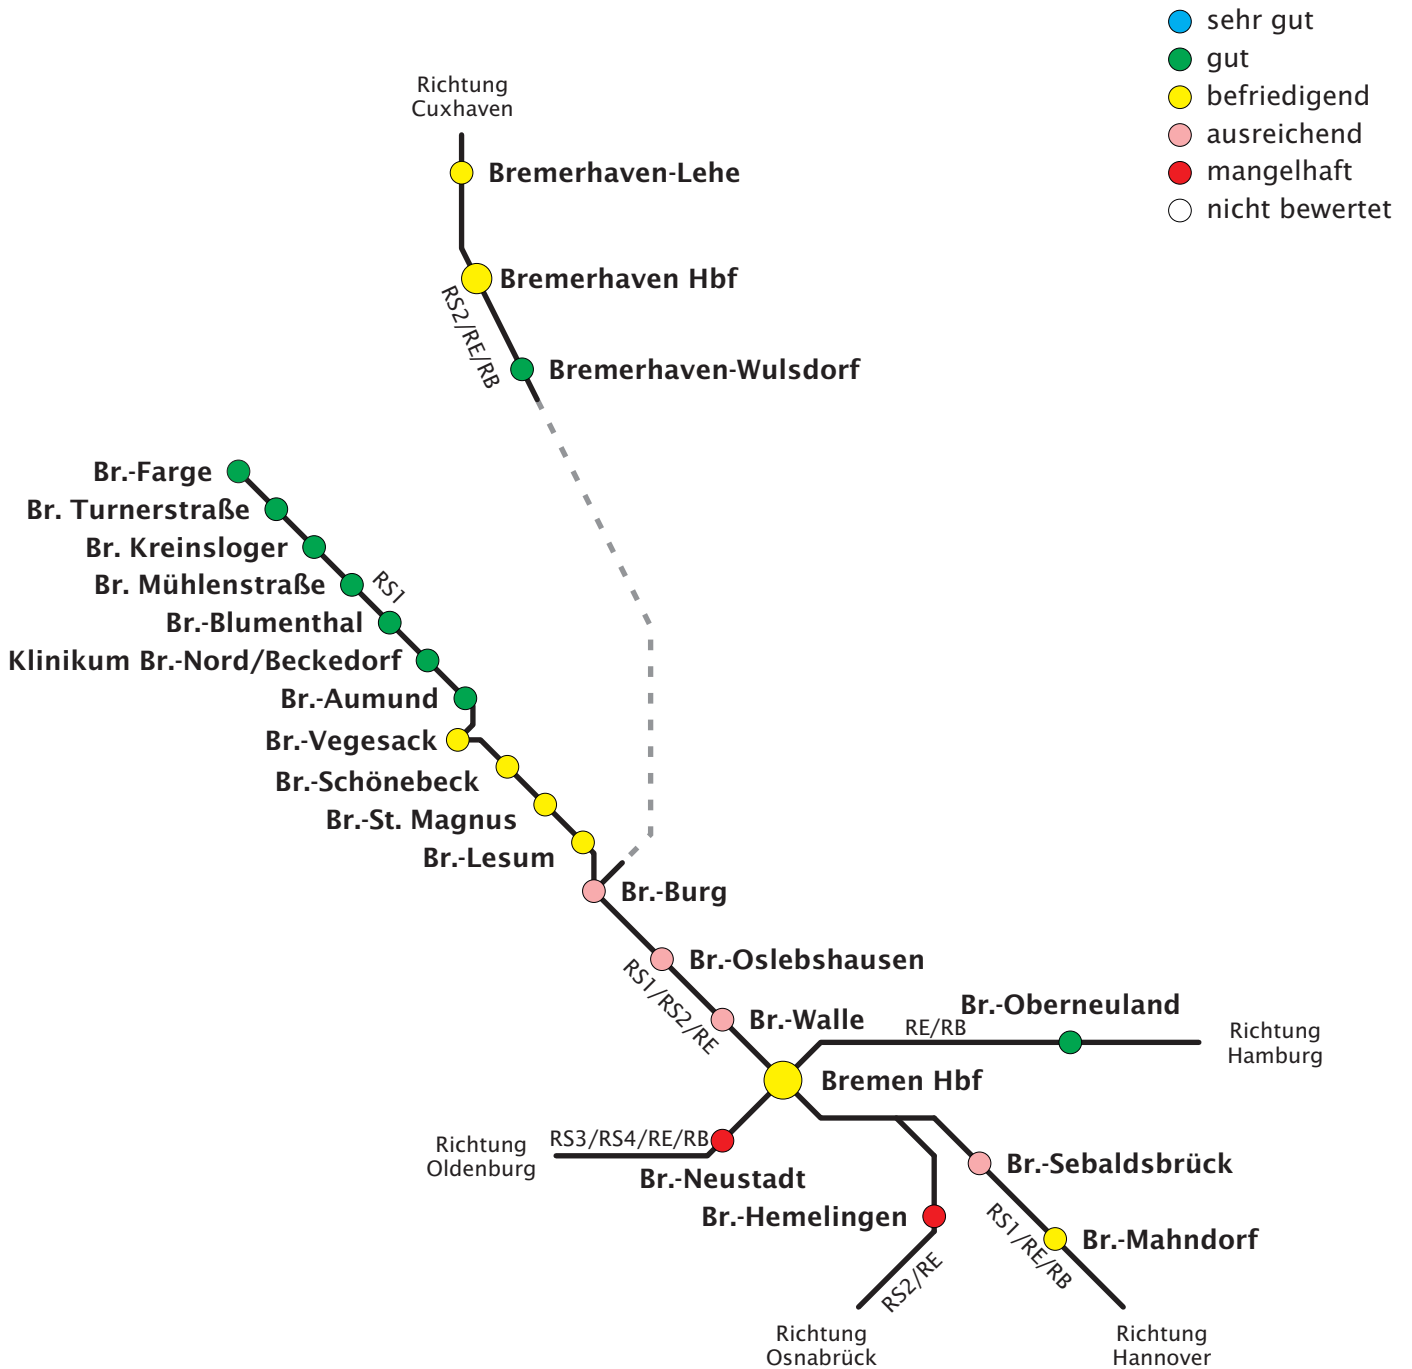 sehr gut
gut
befriedigend
ausreichend
mangelhaft
nicht bewertet
Richtung
Cuxhaven
Bremerhaven-Lehe
Bremerhaven Hbf
RS2/RE/RB
Bremerhaven-Wulsdorf
Br.-Farge
Br. Turnerstraße
Br. Kreinsloger
Br. Mühlenstraße
RS1
Br.-Blumenthal
Klinikum Br.-Nord/Beckedorf
Br.-Aumund
Br.-Vegesack
Br.-Schönebeck
Br.-St. Magnus
Br.-Lesum
Br.-Burg
Br.-Oslebshausen
RS1/RS2/RE
Br.-Walle
Br.-Oberneuland
RE/RB
Richtung
Hamburg
Bremen Hbf
RS3/RS4/RE/RB
Richtung
Oldenburg
Br.-Neustadt
Br.-Sebaldsbrück
Br.-Hemelingen
RS1/RE/RB
Br.-Mahndorf
RS2/RE
Richtung
Osnabrück
Richtung
Hannover